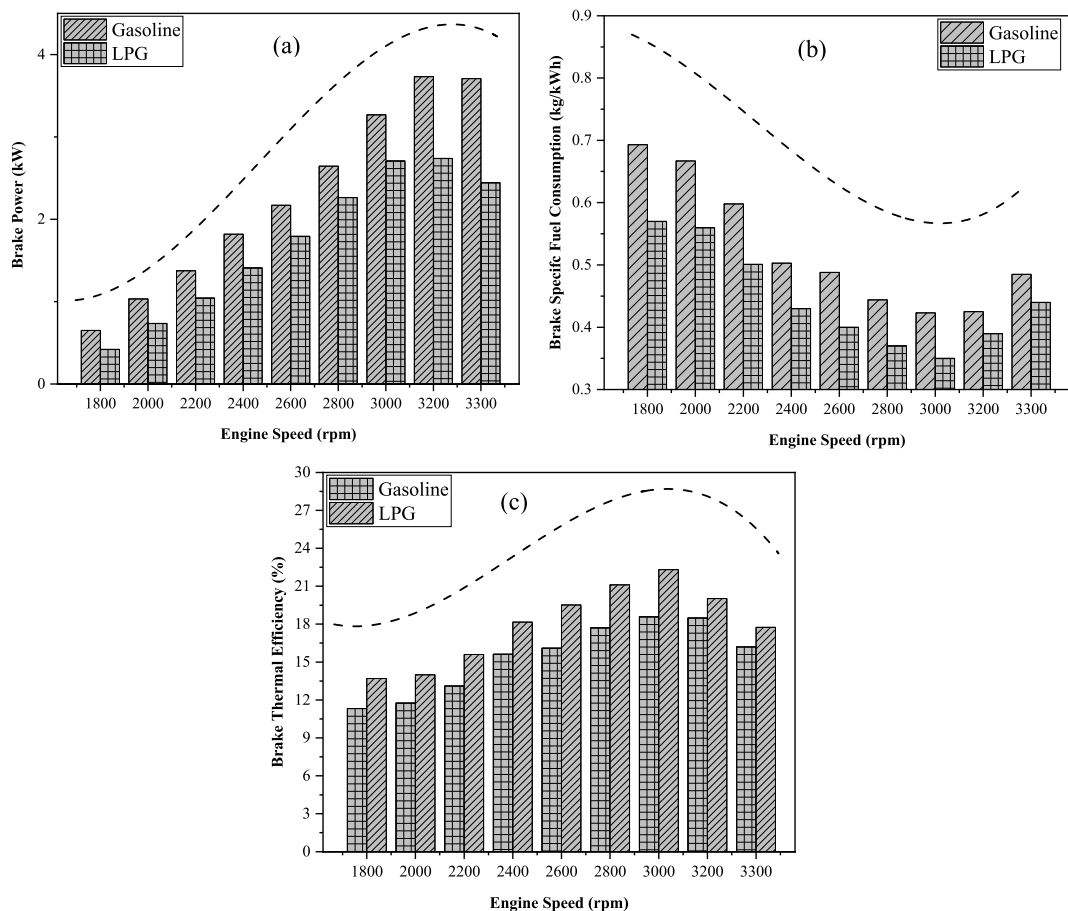 Gasoline
LPG
(a)
4
2
0
1800 2000 2200 2400 2600 2800 3000 3200 3300
Brake Power (kW)
Engine Speed (rpm)
Gasoline
LPG
(b)
0.9
0.8
0.7
0.6
0.5
0.4
0.3
1800 2000 2200 2400 2600 2800 3000 3200 3300
Brake Specifc Fuel Consumption (kg/kWh)
Engine Speed (rpm)
Gasoline
LPG
(c)
30
27
24
21
18
15
12
9
6
3
0
1800 2000 2200 2400 2600 2800 3000 3200 3300
Brake Thermal Efficiency (%)
Engine Speed (rpm)